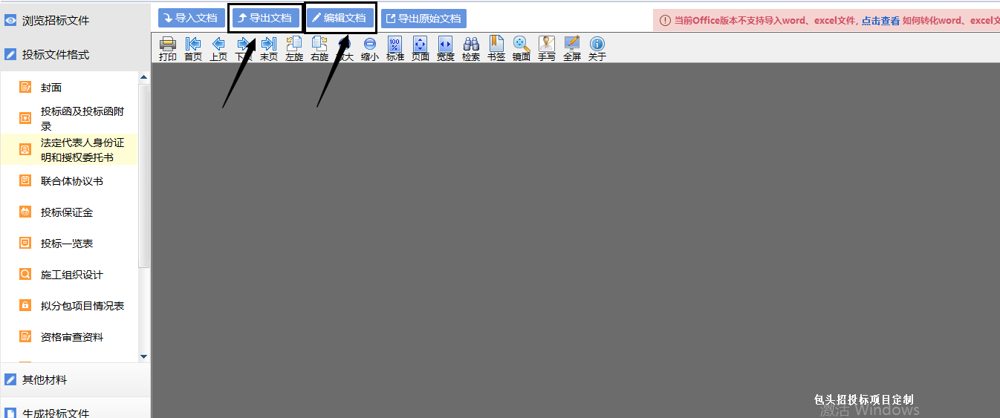 浏览招标文件
投标文件格式
封面
投标函及投标函附
录
法定代表人身份证
明和授权委托书
联合体协议书
投标保证金
投标一览表
施工组织设计
拟分包项目情况表
资格审查资料
其他材料
生成投标文件
导入文档 导出文档 编辑文档 导出原始文档
当前Office版本不支持导入word、excel文件, 点击查看 如何转化word、excel文
打印 首页 上页 下页 末页 左旋 右旋 放大 缩小 标准 页面 宽度 检索 书签 镜面 手写 全屏 关于
包头招投标项目定制
激活 Windows